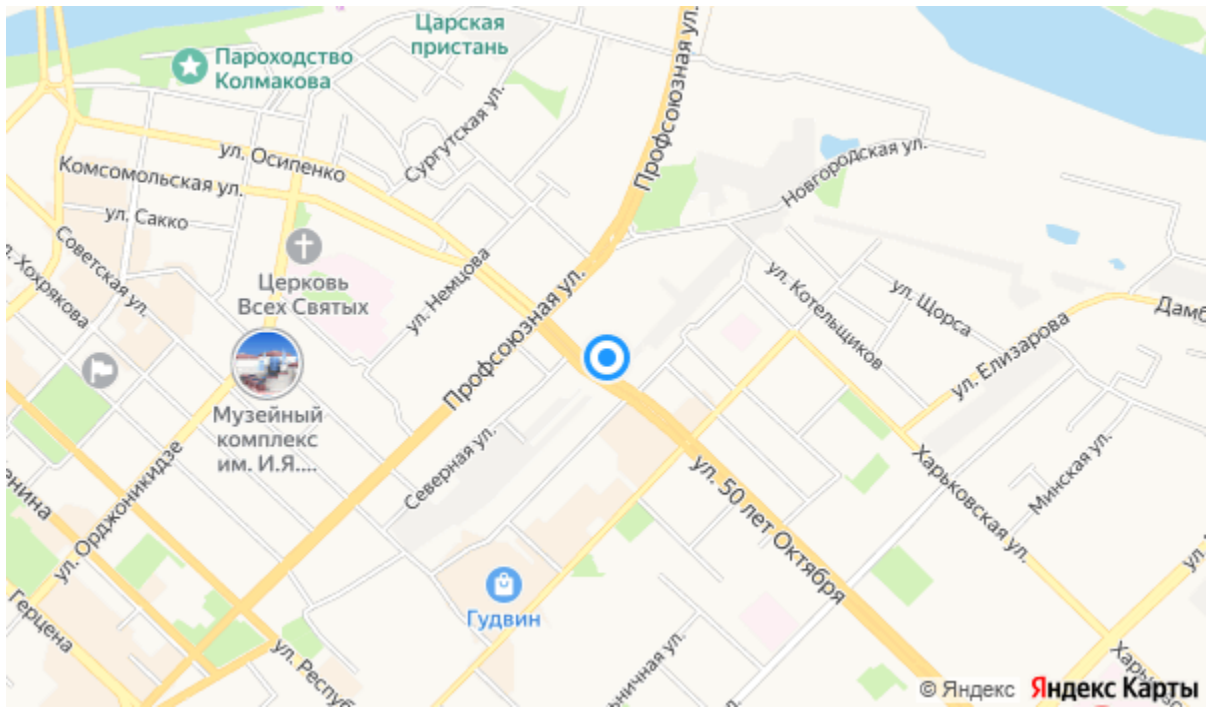 Царская
пристань
Профсоюзная ул.
Пароходство
Колмакова
Сургутская ул.
ул. Осипенко
Новгородская ул.
Комсомольская ул.
ул. Сакко
Советская ул.
Хохрякова
Церковь
Всех Святых
ул. Немцова
ул. Котельщиков
ул. Щорса
Дамб
ул. Елизарова
Профсоюзная ул.
Музейный
комплекс
им. И.Я....
Северная ул.
ул. 50 лет Октября
Харьковская ул.
Минская ул.
ул. Орджоникидзе
енина
Герцена
Гудвин
ул. Респуб
ничная ул.
ул.
Харьковс
© Яндекс Яндекс Карты